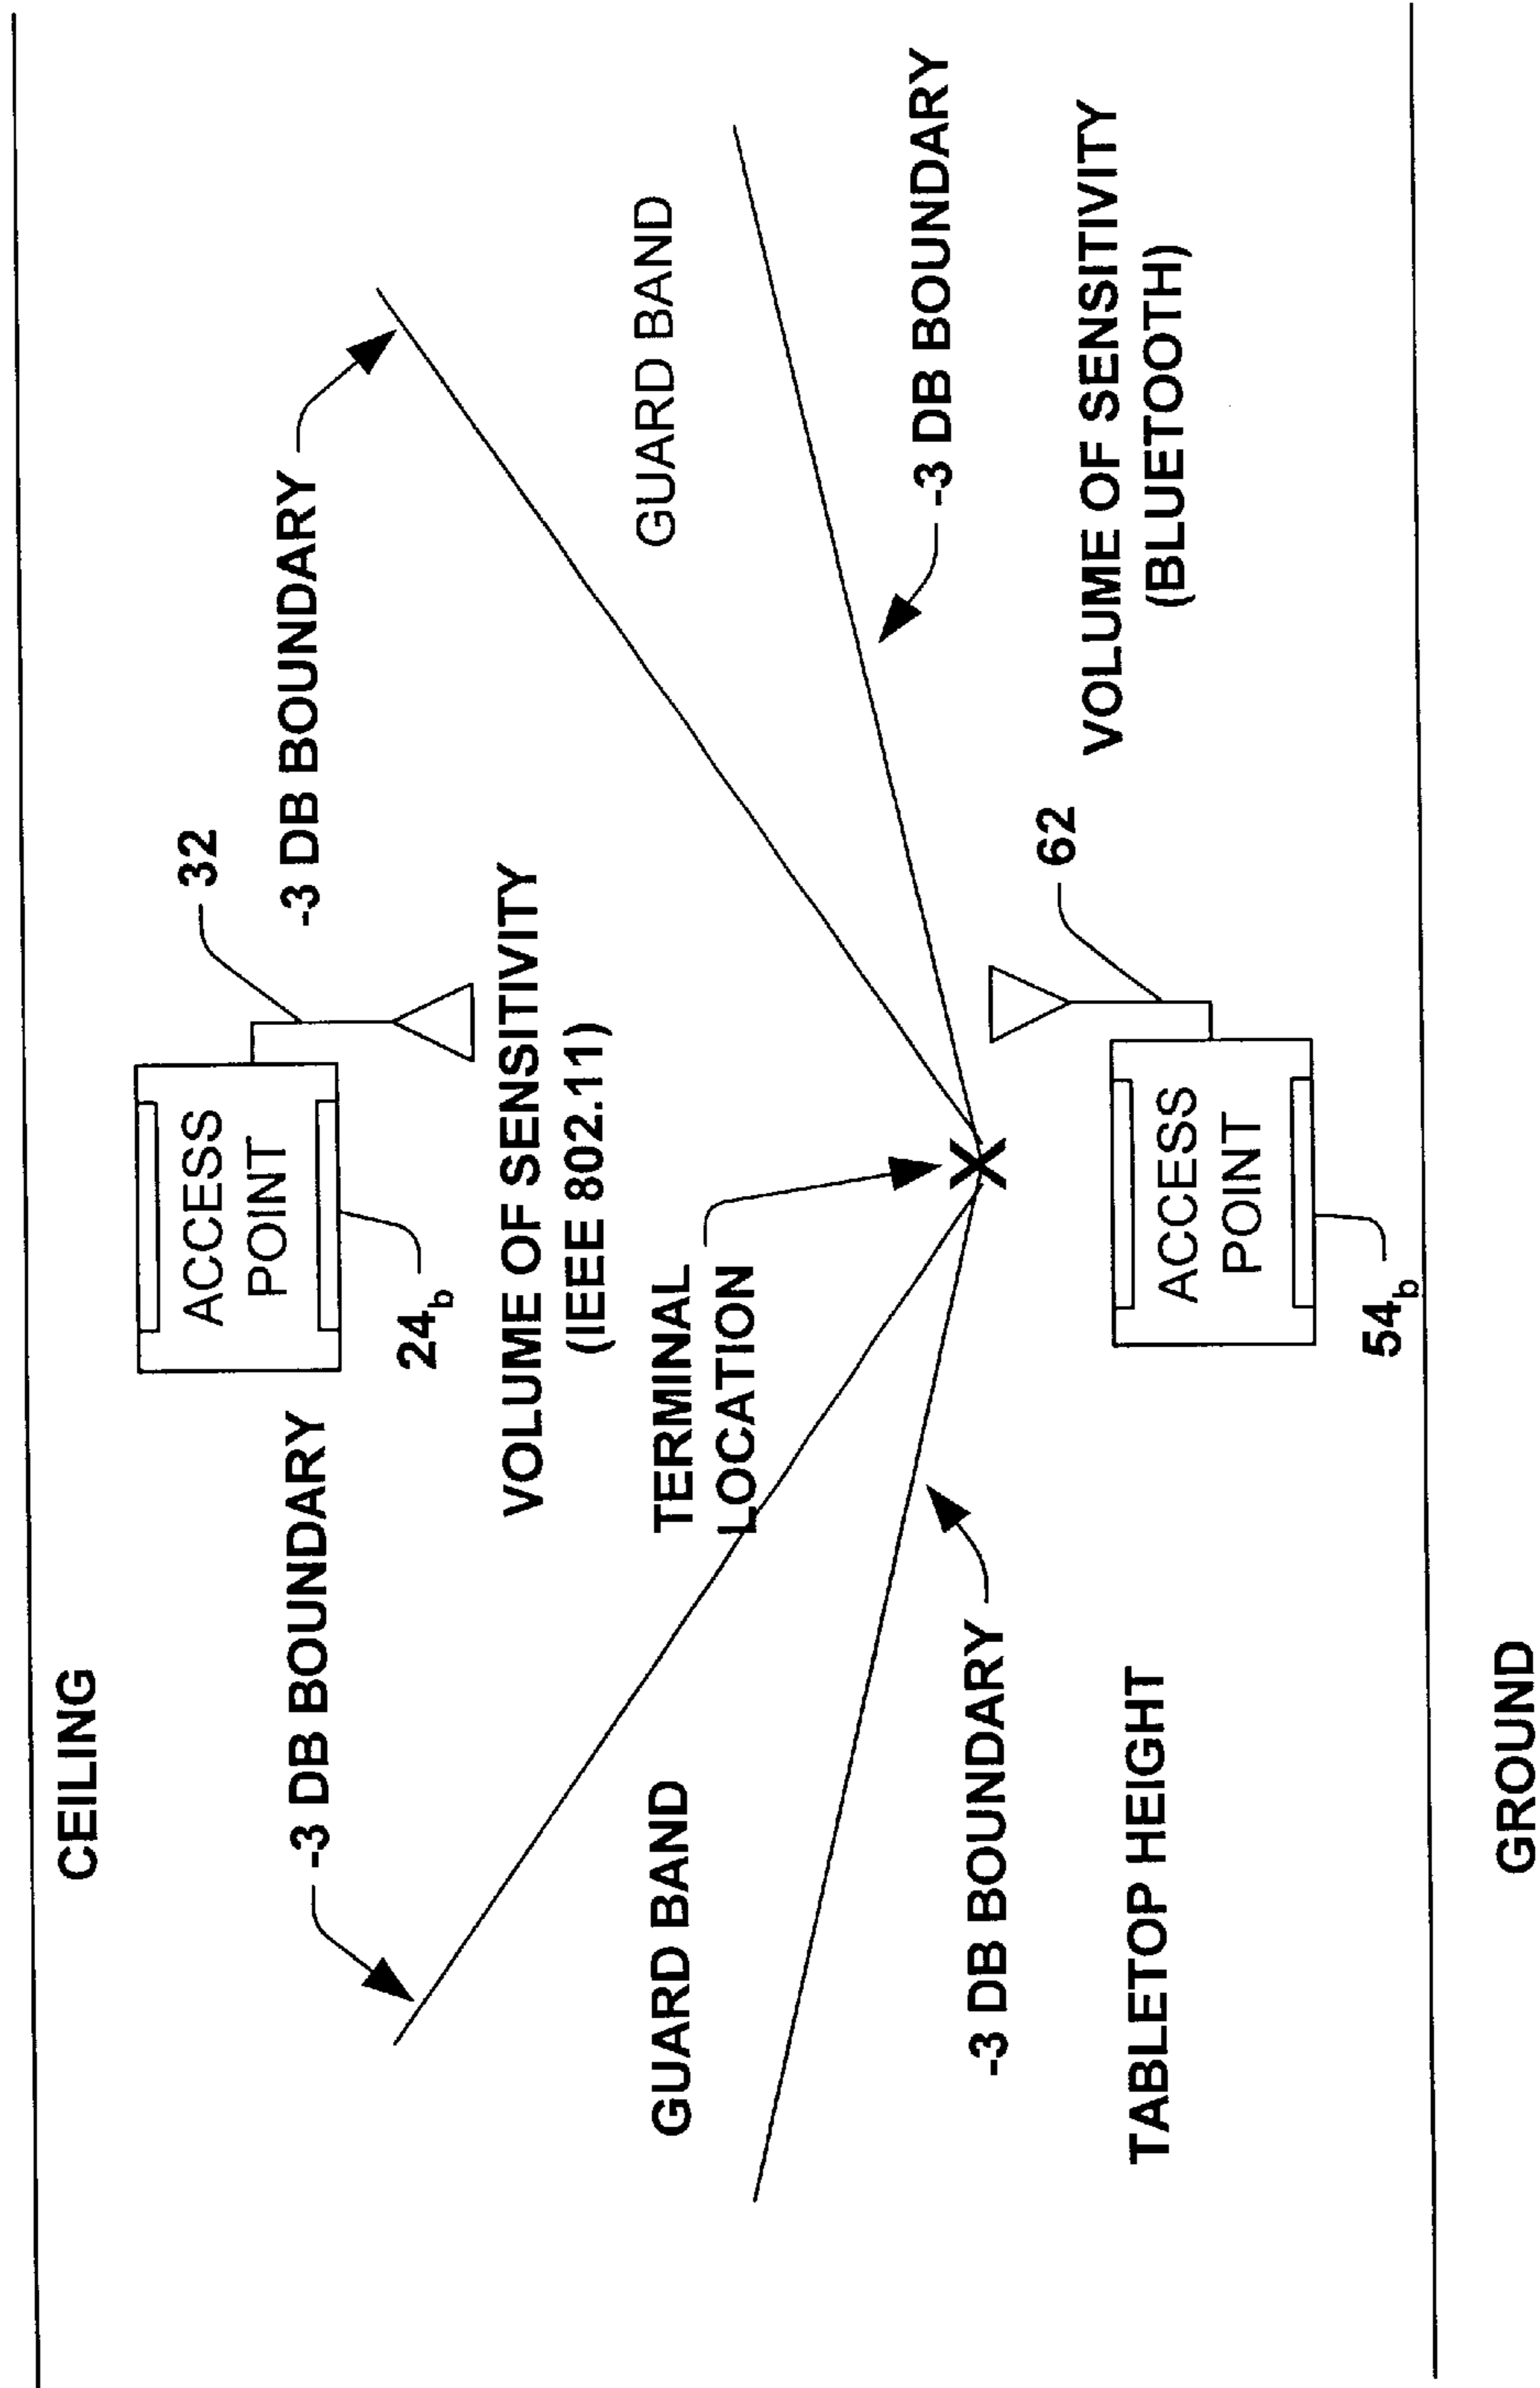 CEILING
32
-3 DB BOUNDARY
-3 DB BOUNDARY
ACCESS
POINT
24b
VOLUME OF SENSITIVITY
(IEEE 802.11)
GUARD BAND
GUARD BAND
TERMINAL
LOCATION
X
-3 DB BOUNDARY
-3 DB BOUNDARY
62
TABLETOP HEIGHT
ACCESS
POINT
VOLUME OF SENSITIVITY
(BLUETOOTH)
54b
GROUND